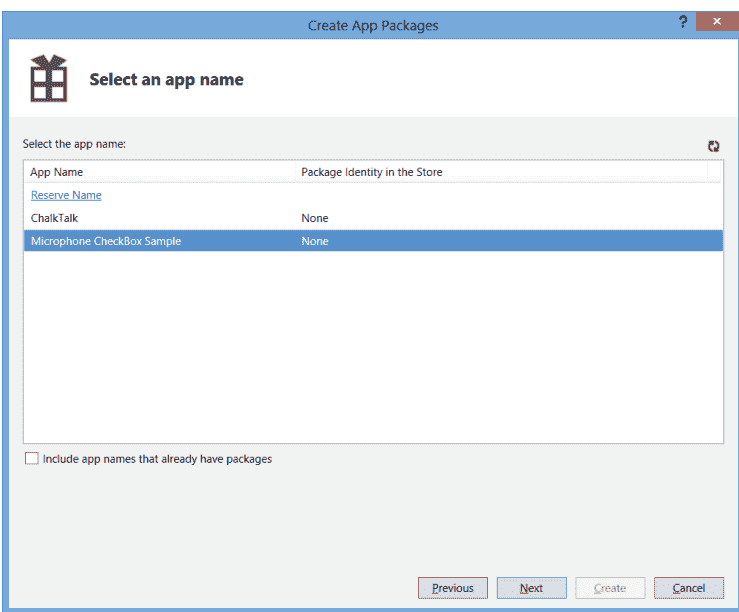 Create App Packages
?
Select an app name
Select the app name:
App Name Package Identity in the Store
Reserve Name
ChalkTalk None
Microphone CheckBox Sample None
Include app names that already have packages
Previous Next Create Cancel